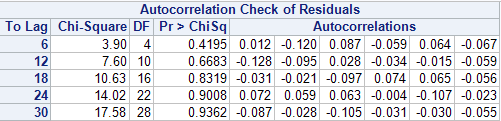 Autocorrelation Check of Residuals
To Lag Chi-Square DF Pr > ChiSq Autocorrelations
6 3.90 4 0.4195 0.012 -0.120 0.087 -0.059 0.064 -0.067
12 7.60 10 0.6683 -0.128 -0.095 0.028 -0.034 -0.015 -0.059
18 10.63 16 0.8319 -0.031 -0.021 -0.097 0.074 0.065 -0.056
24 14.02 22 0.9008 0.072 0.059 0.063 -0.004 -0.107 -0.023
30 17.58 28 0.9362 -0.087 -0.028 -0.105 -0.031 -0.030 -0.055